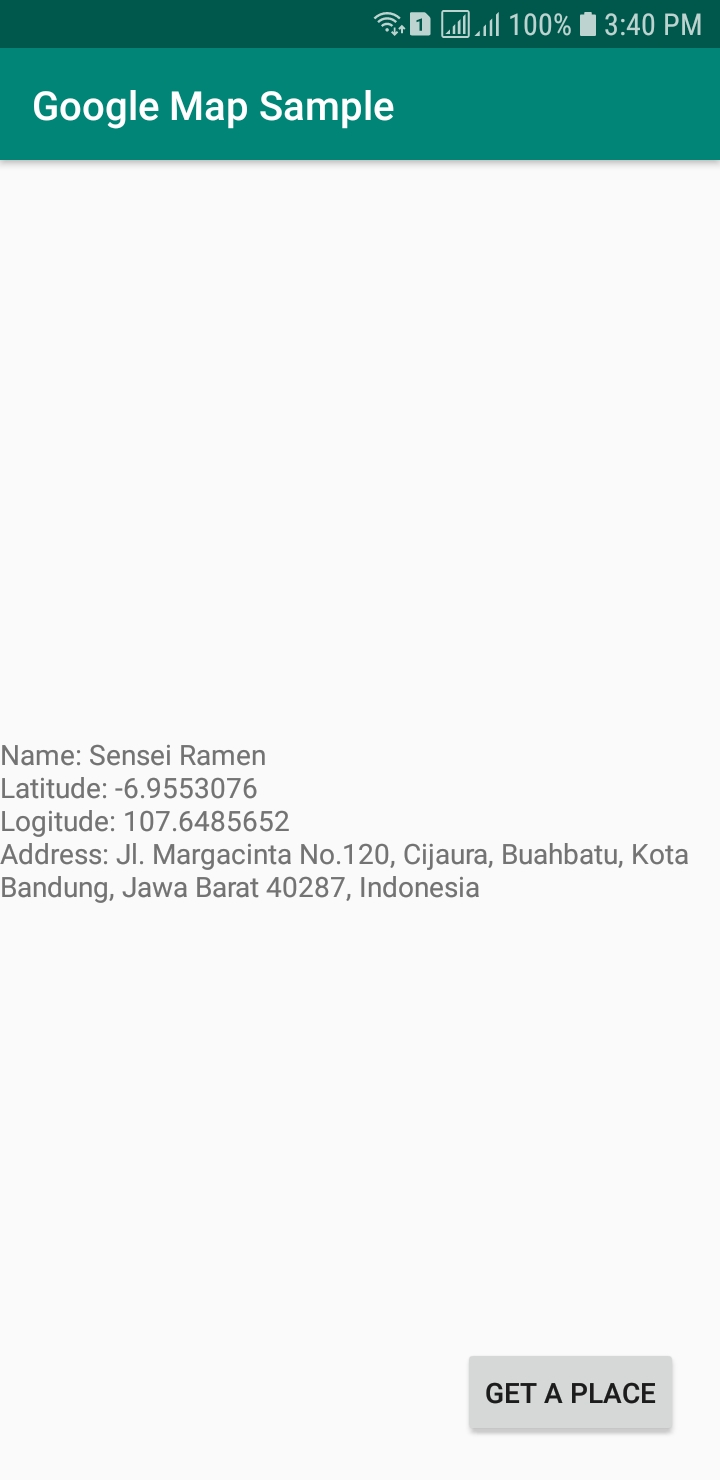 1 100% 3:40 PM
Google Map Sample
Name: Sensei Ramen
Latitude: -6.9553076
Logitude: 107.6485652
Address: Jl. Margacinta No.120, Cijaura, Buahbatu, Kota
Bandung, Jawa Barat 40287, Indonesia
GET A PLACE